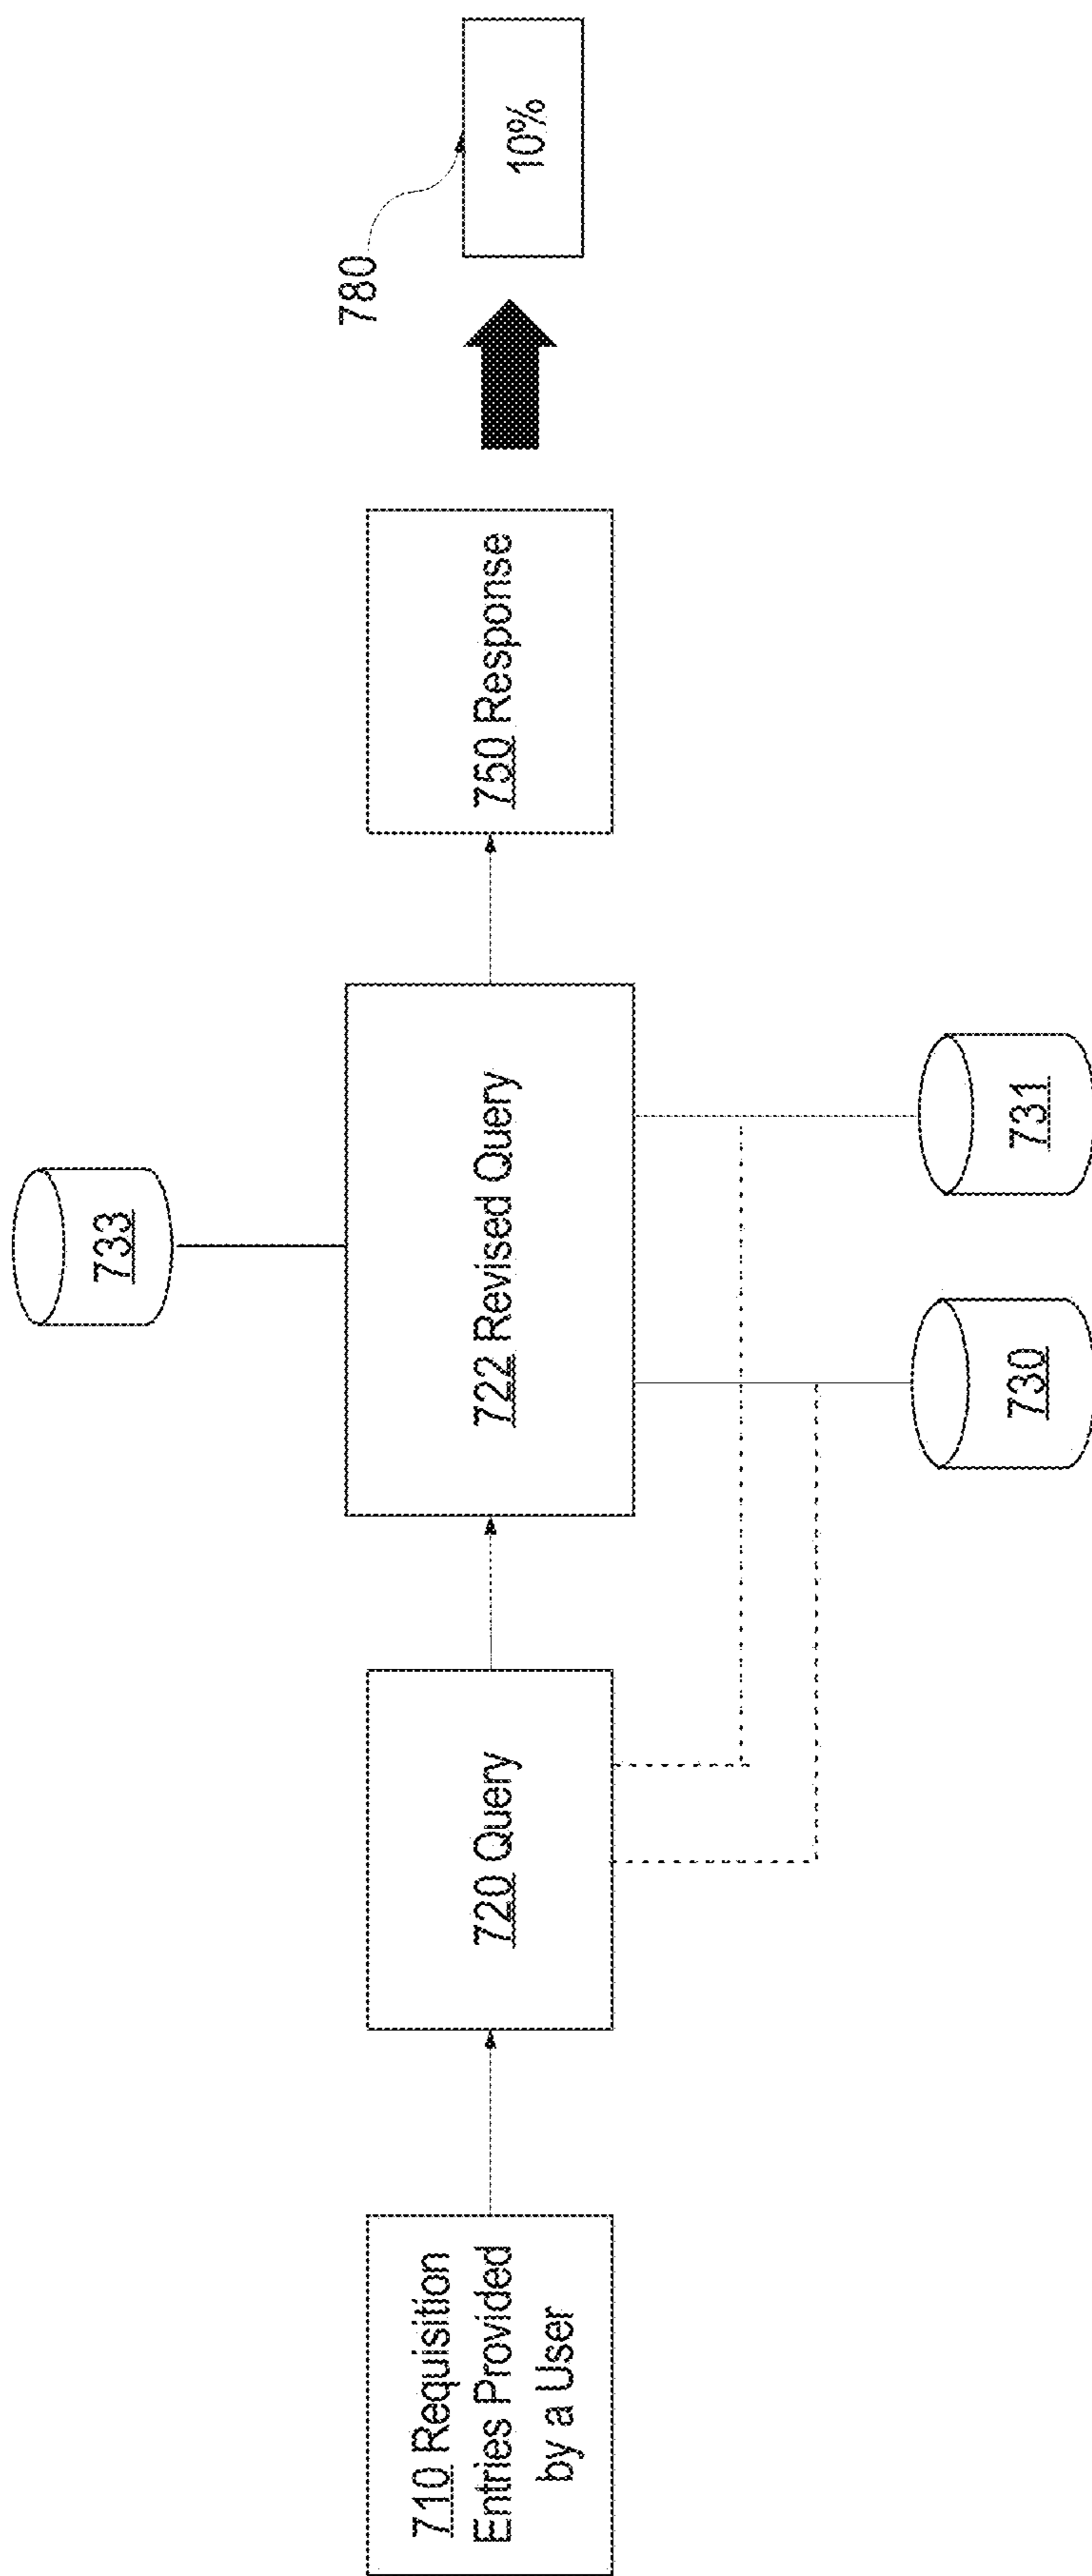 733
780
710 Requisition
Entries Provided
by a User
720 Query
722 Revised Query
750 Response
10%
730
731